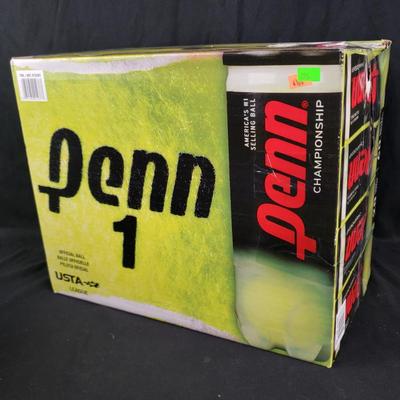 Penn
1
OFFICIAL BALL
BALLE OFFICIELLE
PELOTA OFICIAL
USTA
LEAGUE
AMERICA'S #1
SELLING BALL
Penn
CHAMPIONSHIP